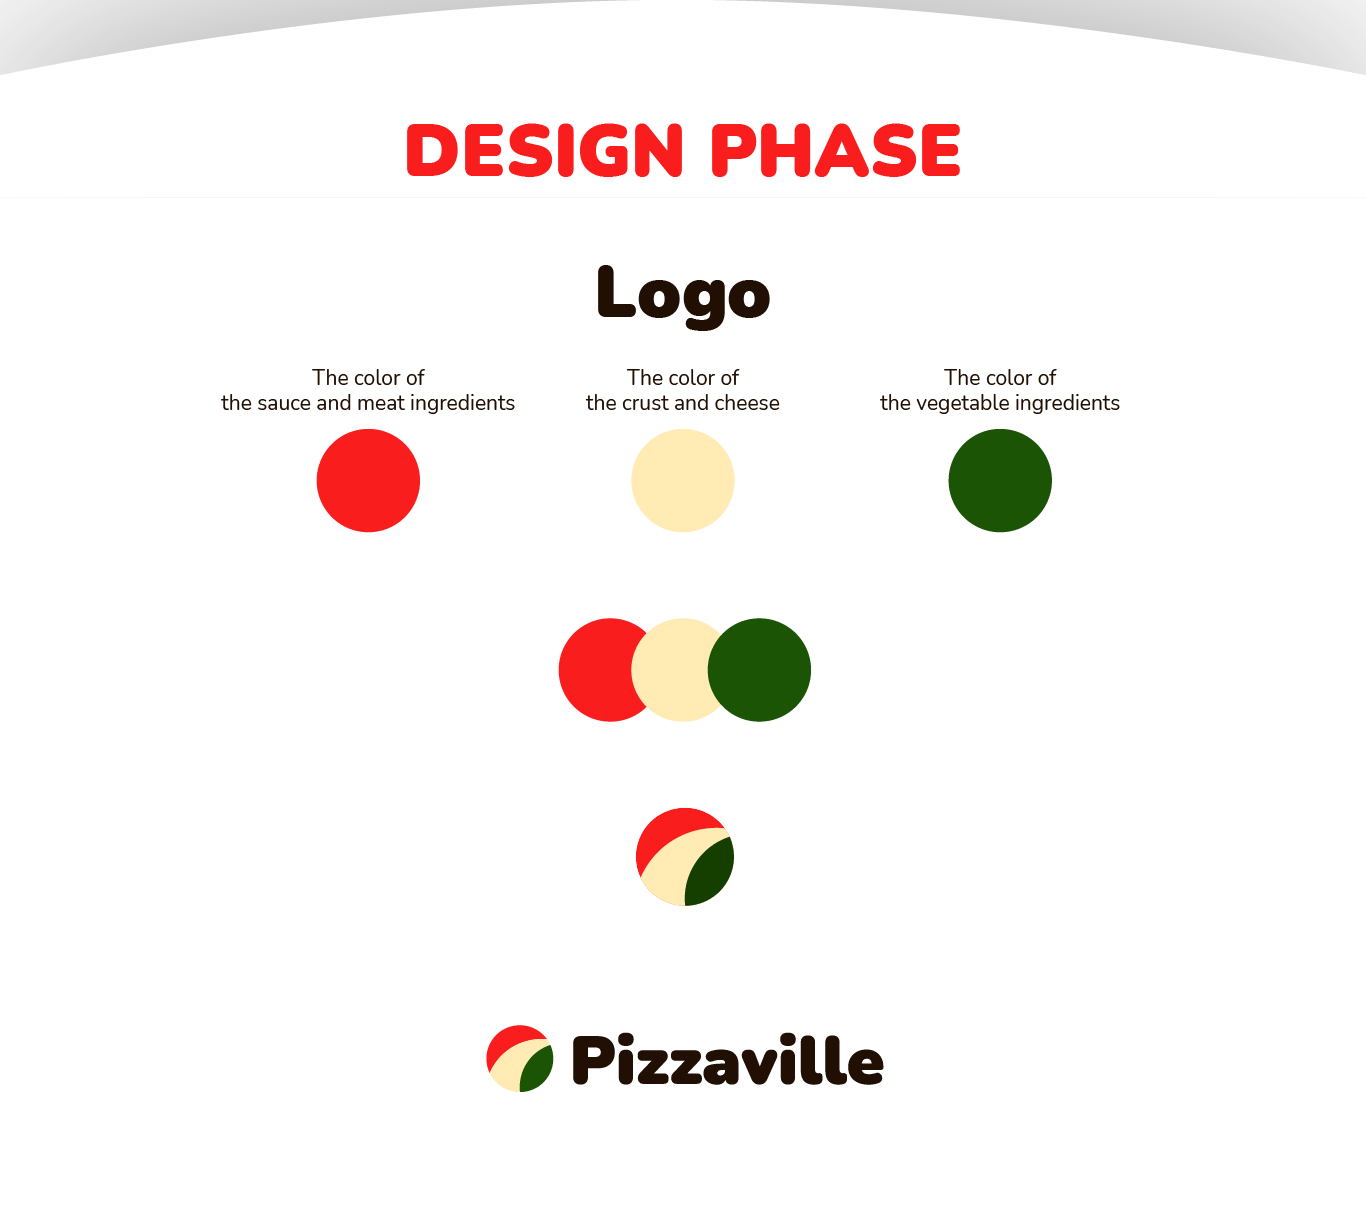 DESIGN PHASE
Logo
The color of
the sauce and meat ingredients
The color of
the crust and cheese
The color of
the vegetable ingredients
Pizzaville